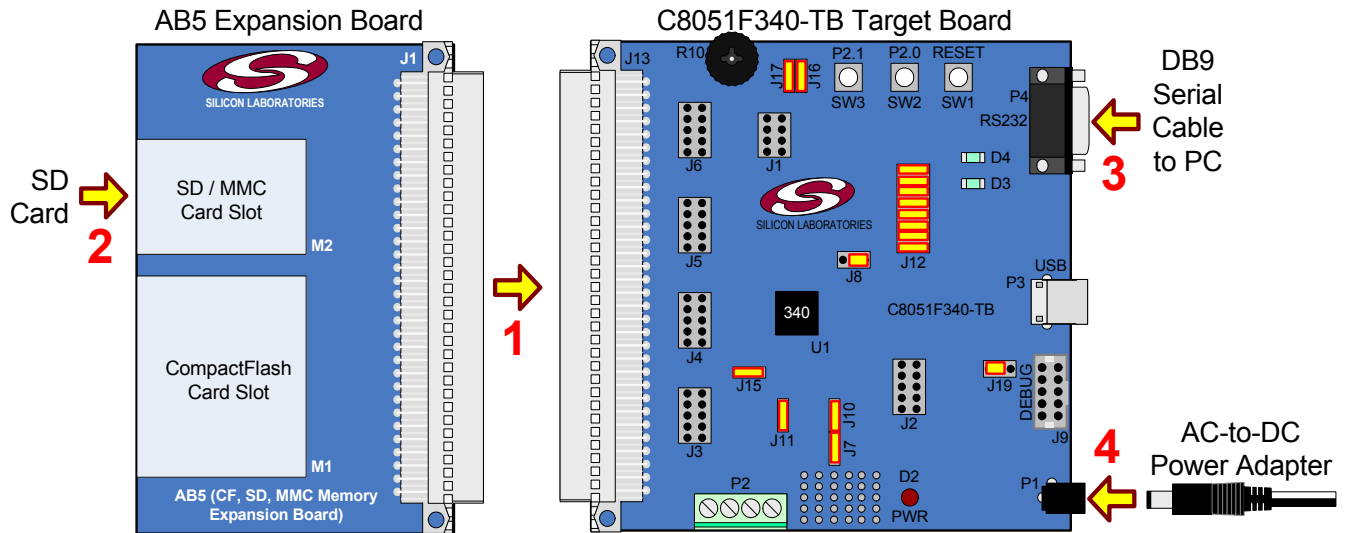 AB5 Expansion Board
C8051F340-TB Target Board
J1
SILICON LABORATORIES
SD
Card
2
SD / MMC
Card Slot
M2
CompactFlash
Card Slot
M1
AB5 (CF, SD, MMC Memory
Expansion Board)
1
J13
R10
J17
J16
P2.1
P2.0
RESET
SW3
SW2
SW1
P4
RS232
DB9
Serial
Cable
to PC
3
J6
J1
D4
D3
SILICON LABORATORIES
J5
J8
J12
USB
P3
J4
340
U1
C8051F340-TB
J15
J19
DEBUG
J9
J3
J11
J10
J7
J2
P2
D2
PWR
P1
4
AC-to-DC
Power Adapter